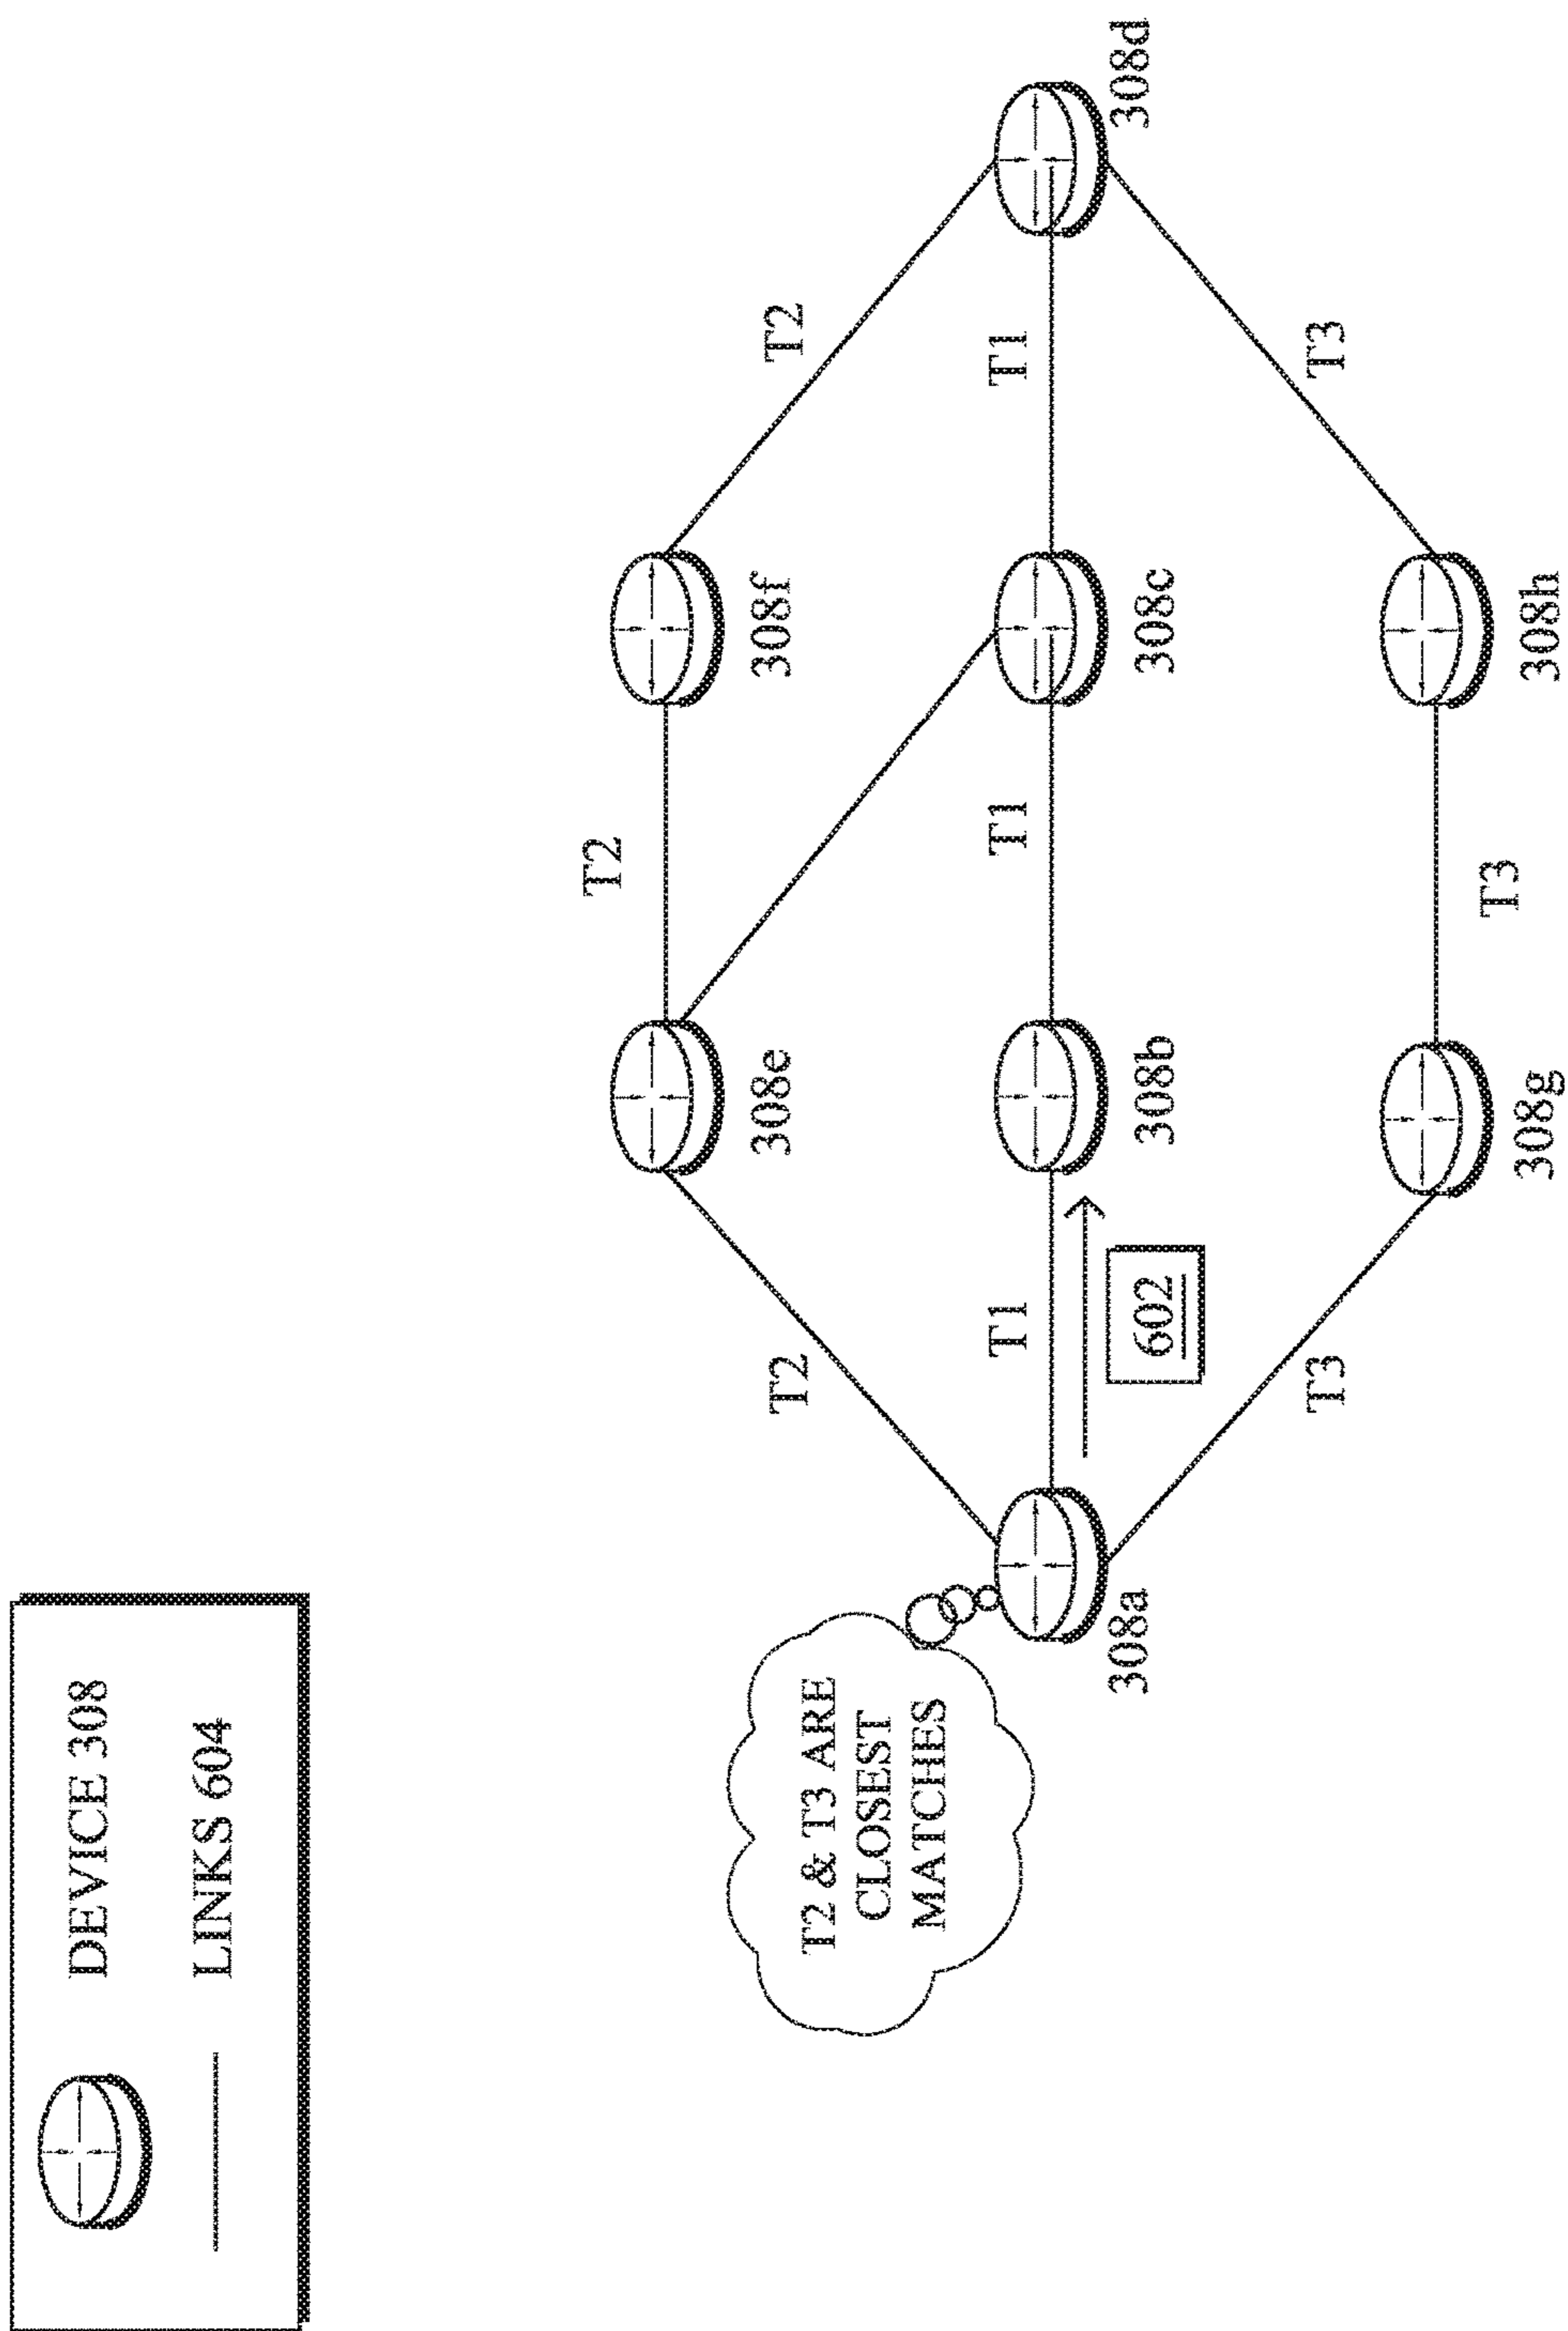 DEVICE 308
LINKS 604
T2 & T3 ARE
CLOSEST
MATCHES
308a
T2
T1
602
T3
308e
308b
308g
T2
T1
T3
308f
308c
308h
T2
T1
T3
308d